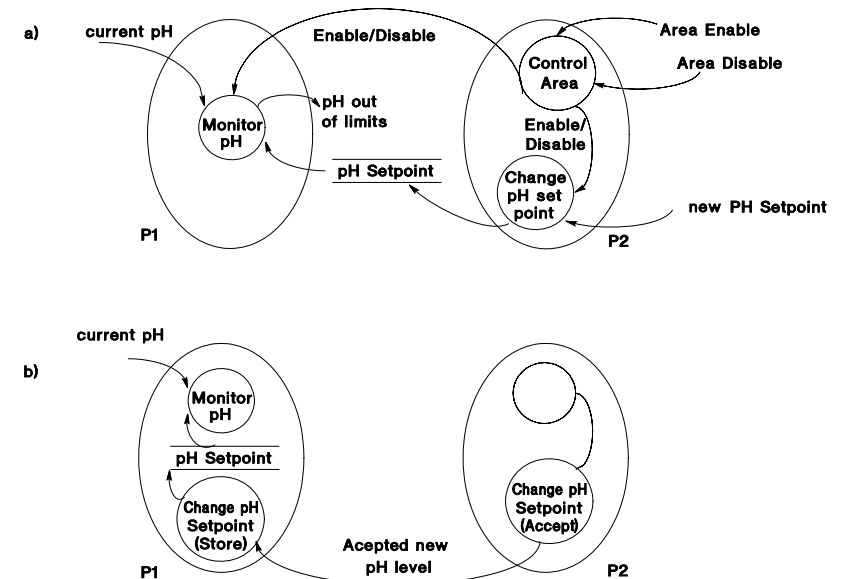 a)
current pH
Enable/Disable
Area Enable
Control
Area
Area Disable
pH out
of limits
Monitor
pH
Enable/
Disable
pH Setpoint
Change
pH set
point
new PH Setpoint
P1
P2
current pH
b)
Monitor
pH
pH Setpoint
Change pH
Setpoint
(Store)
Change pH
Setpoint
(Accept)
Acepted new
pH level
P1
P2